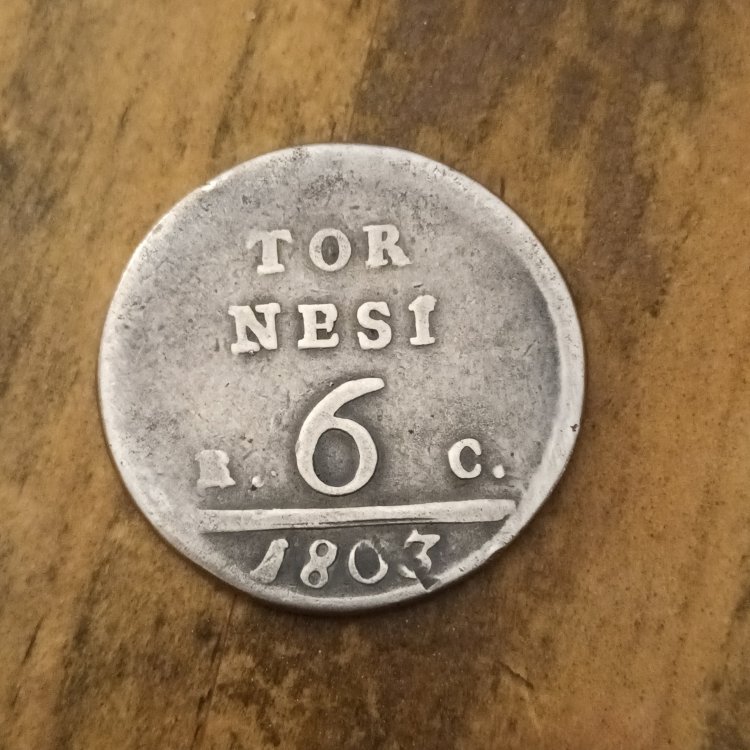 TOR
NESI
6
R. C.
1803